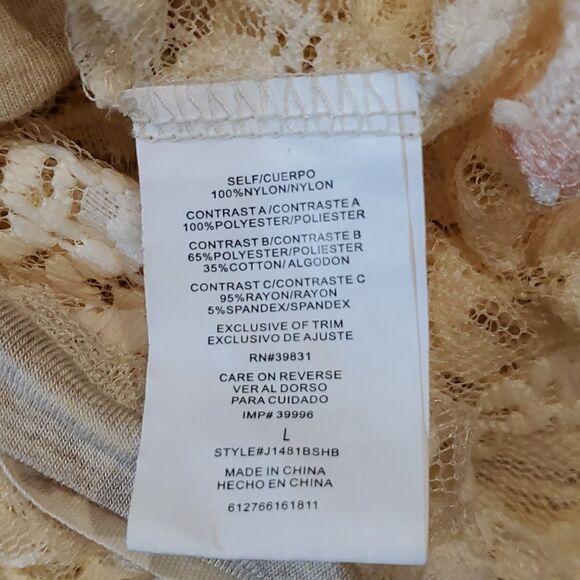 SELF/CUERPO
100%NYLON/NYLON
CONTRAST A/CONTRASTE A
100%POLYESTER/POLIESTER
CONTRAST B/CONTRASTE B
65%POLYESTER/POLIESTER
35%COTTON/ALGODON
CONTRAST C/CONTRASTE C
95%RAYON/RAYON
5%SPANDEX/SPANDEX
EXCLUSIVE OF TRIM
EXCLUSIVO DE AJUSTE
RN#39831
CARE ON REVERSE
VER AL DORSO
PARA CUIDADO
IMP# 39996
L
STYLE#J1481BSHB
MADE IN CHINA
HECHO EN CHINA
612766161811